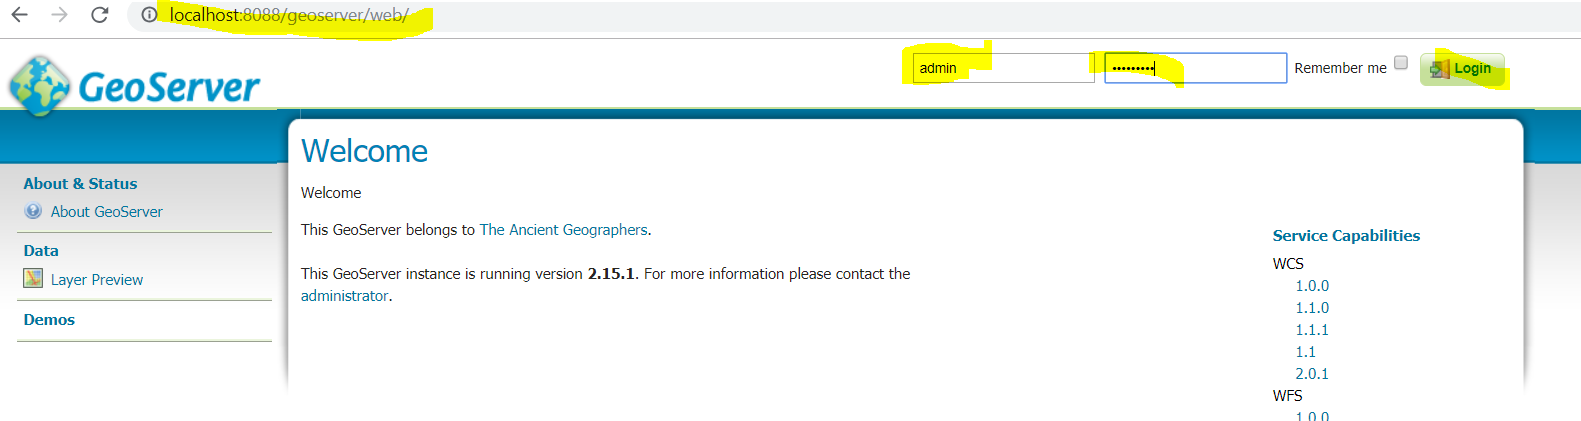 localhost:8088/geoserver/web/
GeoServer
admin
•••••••••
Remember me
Login
About & Status
About GeoServer
Data
Layer Preview
Demos
Welcome
Welcome
This GeoServer belongs to The Ancient Geographers.
This GeoServer instance is running version 2.15.1. For more information please contact the
administrator.
Service Capabilities
WCS
1.0.0
1.1.0
1.1.1
1.1
2.0.1
WFS
1.0.0